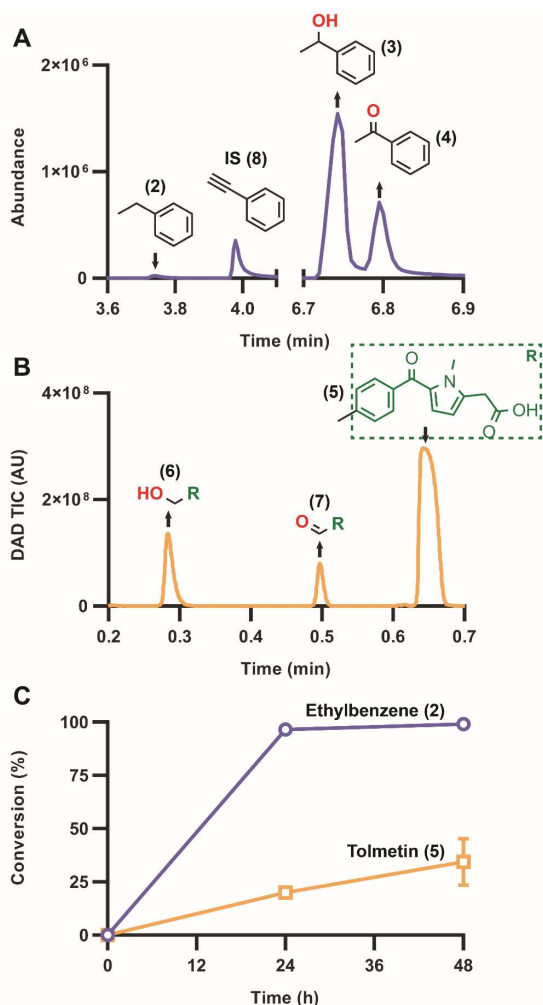 A
OH
(3)
2×10⁶
O
(4)
IS (8)
(2)
Abundance
1×10⁶
0
3.6 3.8 4.0 6.7 6.8 6.9
Time (min)
B
R
O
N
(5)
OH
O
4×10⁸
(6)
HO R
(7)
O R
DAD TIC (AU)
2×10⁸
0
0.2 0.3 0.4 0.5 0.6 0.7
Time (min)
C
100
Ethylbenzene (2)
75
Conversion (%)
50
Tolmetin (5)
25
0
0 12 24 36 48
Time (h)